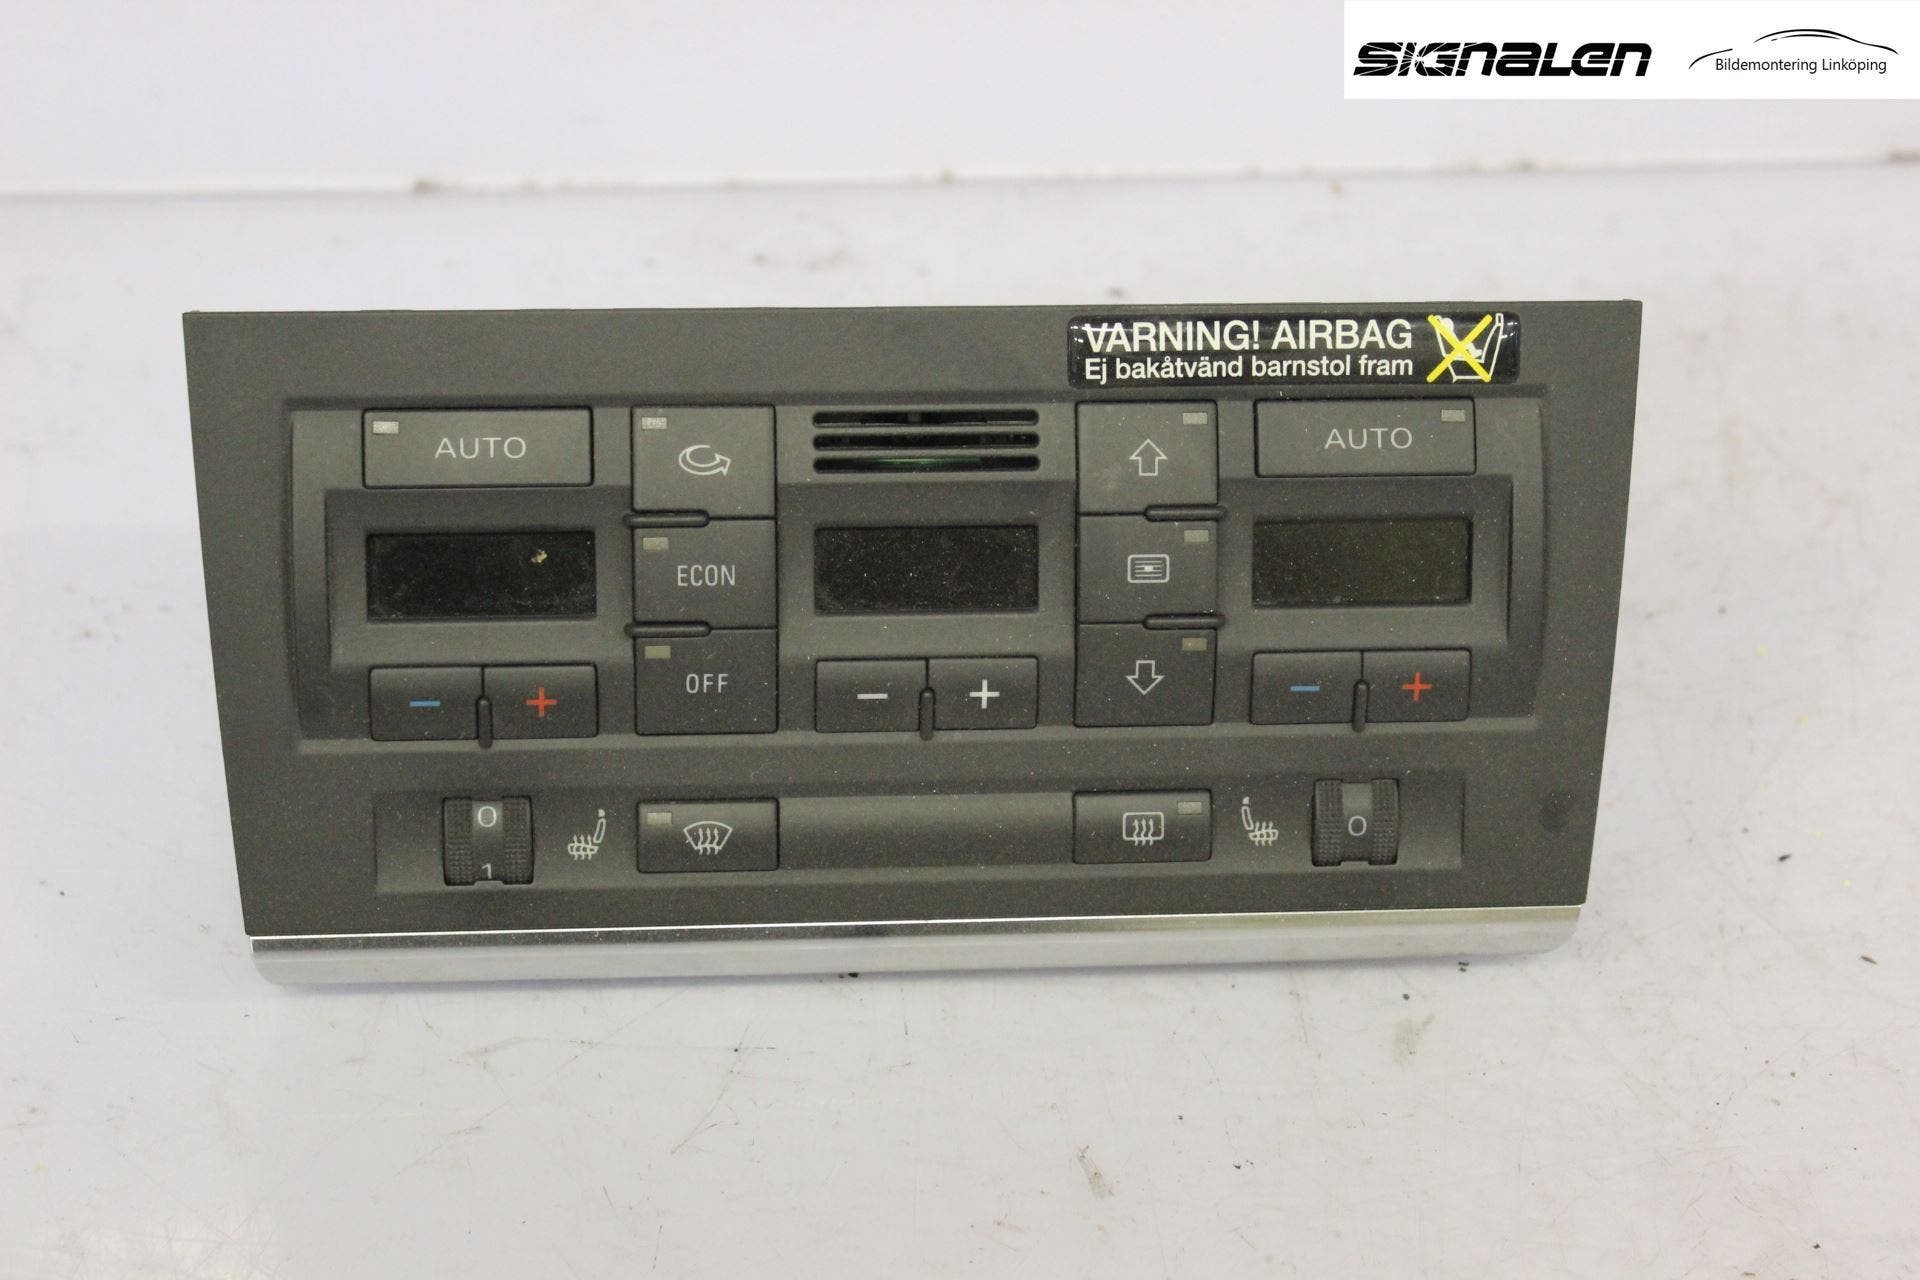 SIGNALEN
Bildemontering Linköping
VARNING! AIRBAG
Ej bakåtvänd barnstol fram
AUTO
AUTO
ECON
OFF
− +
− +
− +
0
1
0